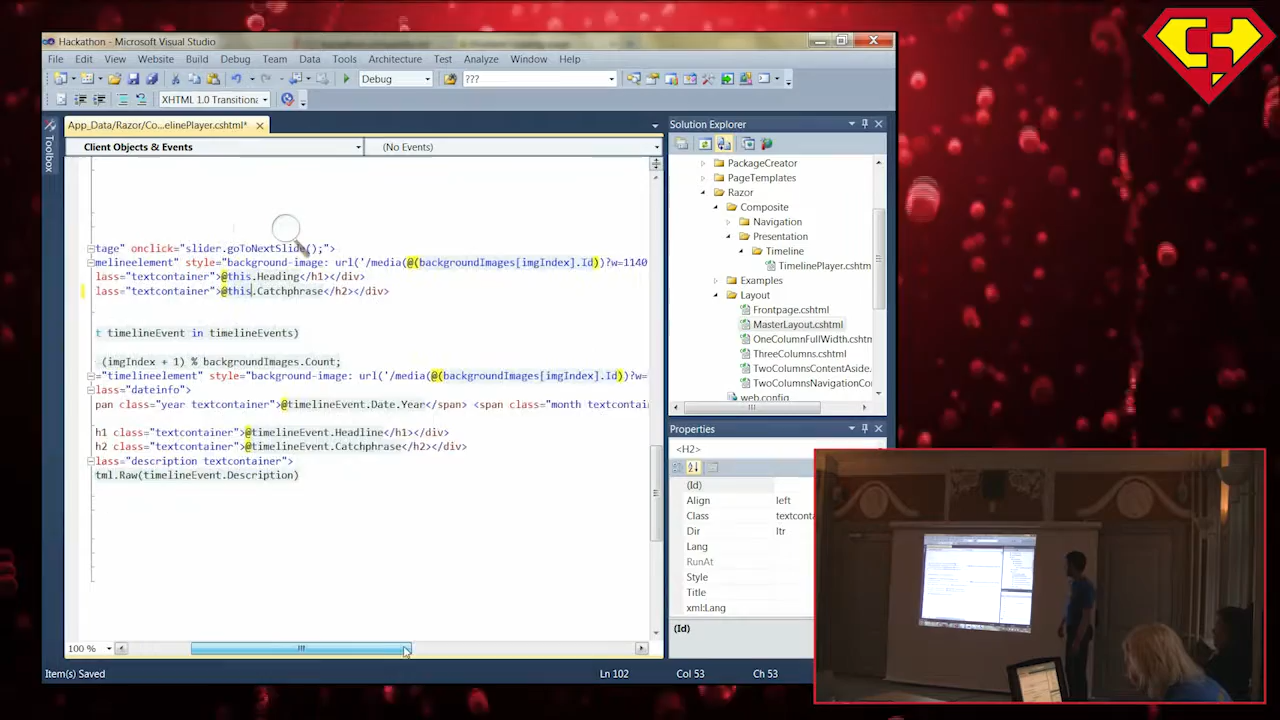 Hackathon - Microsoft Visual Studio
File Edit View Website Build Debug Team Data Tools Architecture Test Analyze Window Help
Debug ???
XHTML 1.0 Transitiona
Toolbox
App_Data/Razor/Co...elinePlayer.cshtml*
Client Objects & Events (No Events)
tage" onclick="slider.goToNextSlide();">
melineelement" style="background-image: url('/media(@(backgroundImages[imgIndex].Id))?w=1140
lass="textcontainer">@this.Heading</h1></div>
lass="textcontainer">@this.Catchphrase</h2></div>
t timelineEvent in timelineEvents)
(imgIndex + 1) % backgroundImages.Count;
="timelineelement" style="background-image: url('/media(@(backgroundImages[imgIndex].Id))?w=
lass="dateinfo">
pan class="year textcontainer">@timelineEvent.Date.Year</span> <span class="month textcontai
h1 class="textcontainer">@timelineEvent.Headline</h1></div>
h2 class="textcontainer">@timelineEvent.Catchphrase</h2></div>
lass="description textcontainer">
tml.Raw(timelineEvent.Description)
100 %
Solution Explorer
PackageCreator
PageTemplates
Razor
Composite
Navigation
Presentation
Timeline
TimelinePlayer.cshtm
Examples
Layout
Frontpage.cshtml
MasterLayout.cshtml
OneColumnFullWidth.cshtm
ThreeColumns.cshtml
TwoColumnsContentAside.
TwoColumnsNavigationCo
web.config
Properties
<H2>
(Id)
Align left
Class textconta
Dir ltr
Lang
RunAt
Style
Title
xml:Lang
(Id)
Item(s) Saved Ln 102 Col 53 Ch 53